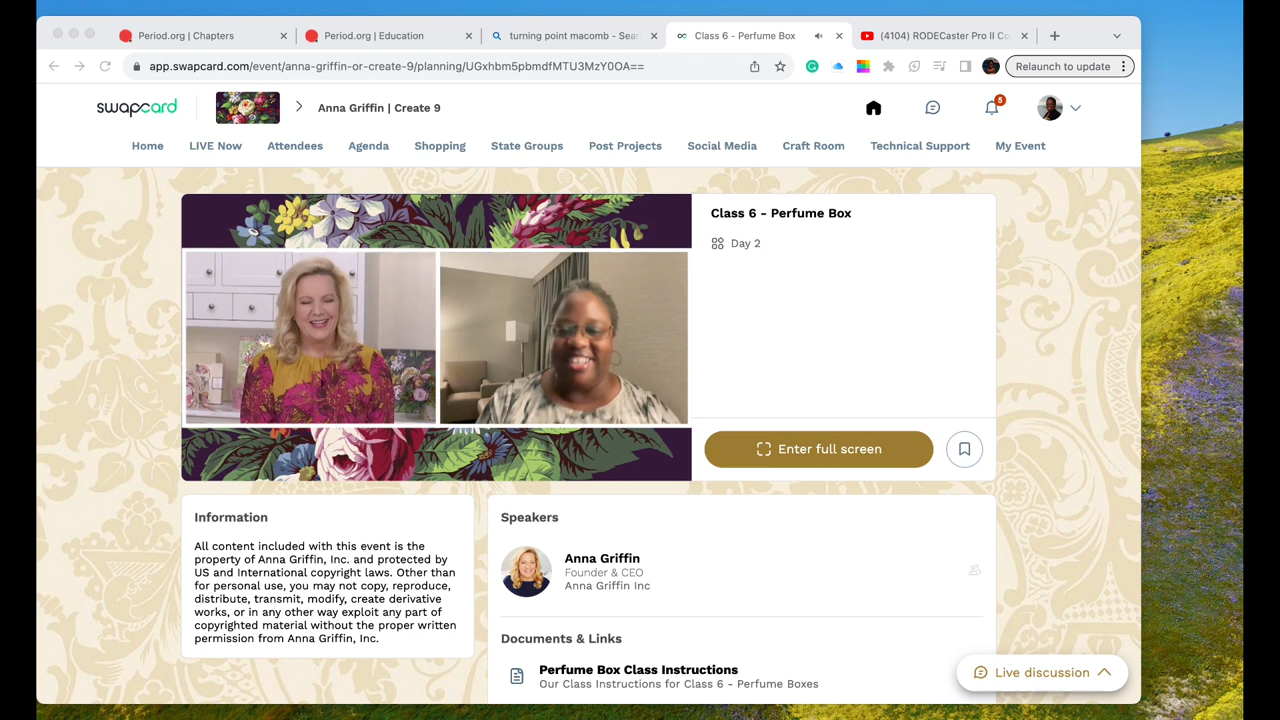 Period.org | Chapters
Period.org | Education
turning point macomb - Sear
Class 6 - Perfume Box
(4104) RODECaster Pro II Co
app.swapcard.com/event/anna-griffin-or-create-9/planning/UGxhbm5pbmdfMTU3MzY0OA==
Relaunch to update
swapcard
Anna Griffin | Create 9
5
Home
LIVE Now
Attendees
Agenda
Shopping
State Groups
Post Projects
Social Media
Craft Room
Technical Support
My Event
Class 6 - Perfume Box
Day 2
Enter full screen
Information
All content included with this event is the
property of Anna Griffin, Inc. and protected by
US and International copyright laws. Other than
for personal use, you may not copy, reproduce,
distribute, transmit, modify, create derivative
works, or in any other way exploit any part of
copyrighted material without the proper written
permission from Anna Griffin, Inc.
Speakers
Anna Griffin
Founder & CEO
Anna Griffin Inc
Documents & Links
Perfume Box Class Instructions
Our Class Instructions for Class 6 - Perfume Boxes
Live discussion